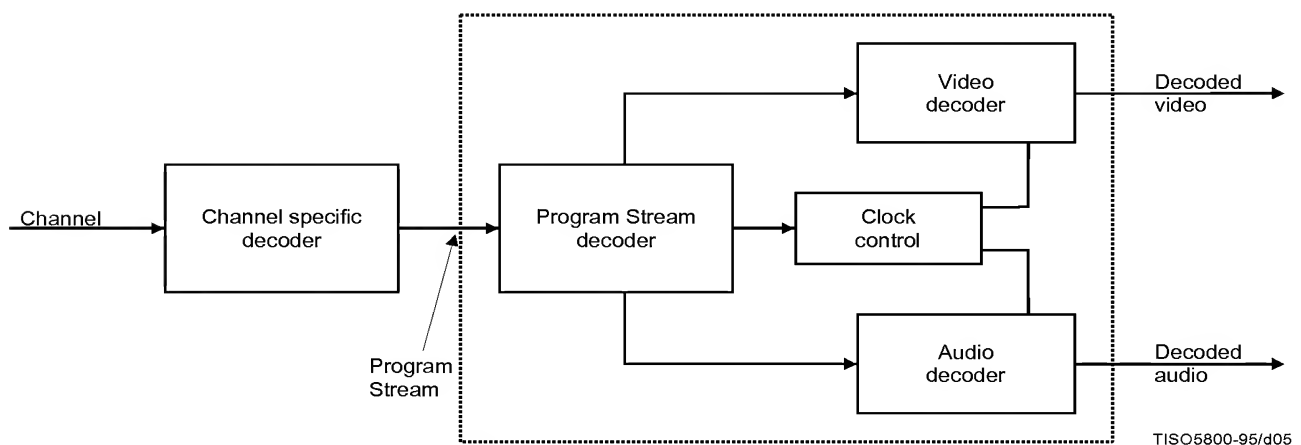 Channel
Channel specific
decoder
Program
Stream
Program Stream
decoder
Clock
control
Video
decoder
Audio
decoder
Decoded
video
Decoded
audio
TISO5800-95/d05